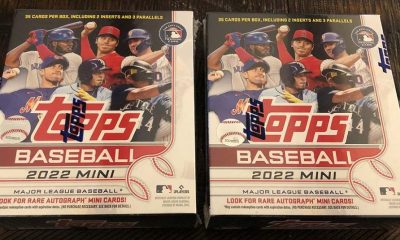 35 CARDS PER BOX, INCLUDING 2 INSERTS AND 3 PARALLELS
topps
BASEBALL
2022 MINI
MAJOR LEAGUE BASEBALL
LOOK FOR RARE AUTOGRAPH MINI CARDS!
35 CARDS PER BOX, INCLUDING 2 INSERTS AND 3 PARALLELS
topps
BASEBALL
2022 MINI
MAJOR LEAGUE BASEBALL
LOOK FOR RARE AUTOGRAPH MINI CARDS!